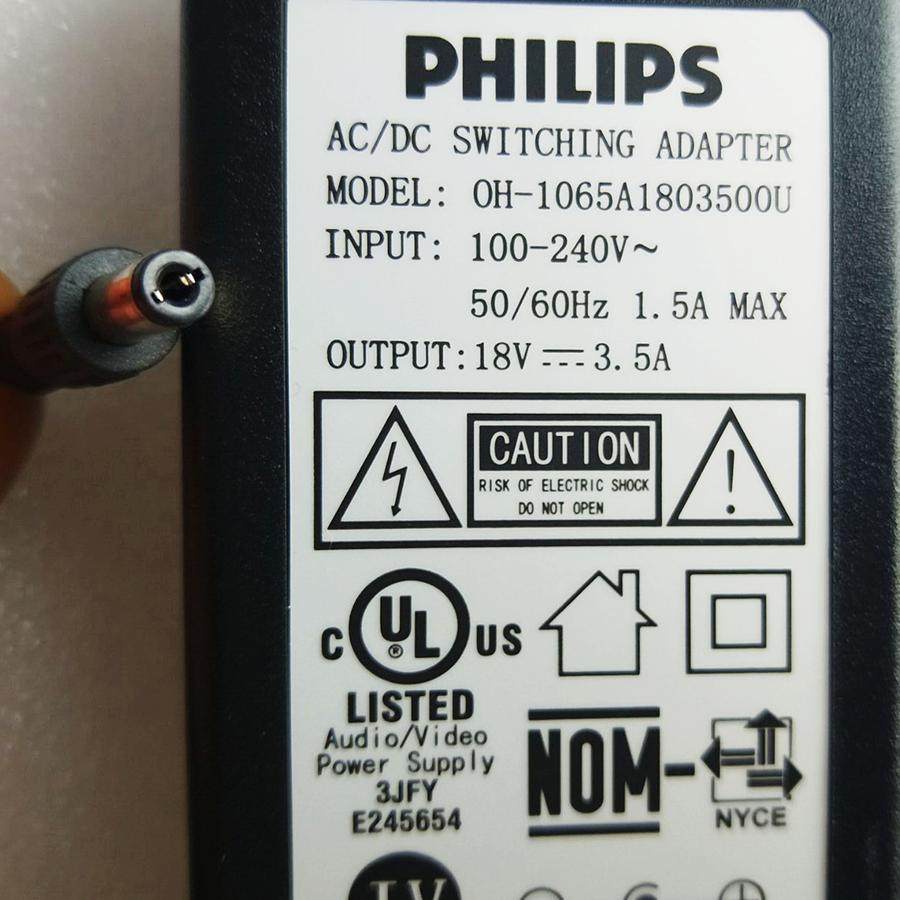 PHILIPS
AC/DC SWITCHING ADAPTER
MODEL: OH-1065A1803500U
INPUT: 100-240V~
50/60Hz 1.5A MAX
OUTPUT:18V⎓3.5A
CAUTION
RISK OF ELECTRIC SHOCK
DO NOT OPEN
C UL® US
LISTED
Audio/Video
Power Supply
3JFY
E245654
NOM-
NYCE